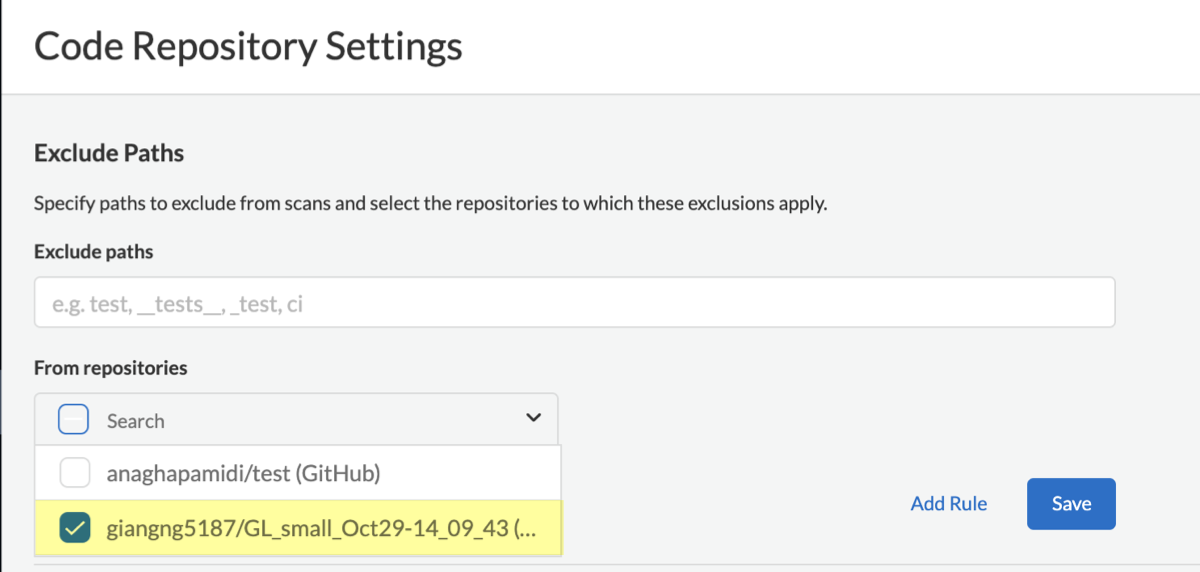 Code Repository Settings
Exclude Paths
Specify paths to exclude from scans and select the repositories to which these exclusions apply.
Exclude paths
e.g. test, __tests__, _test, ci
From repositories
Search
anaghapamidi/test (GitHub)
giangng5187/GL_small_Oct29-14_09_43 (...
Add Rule
Save